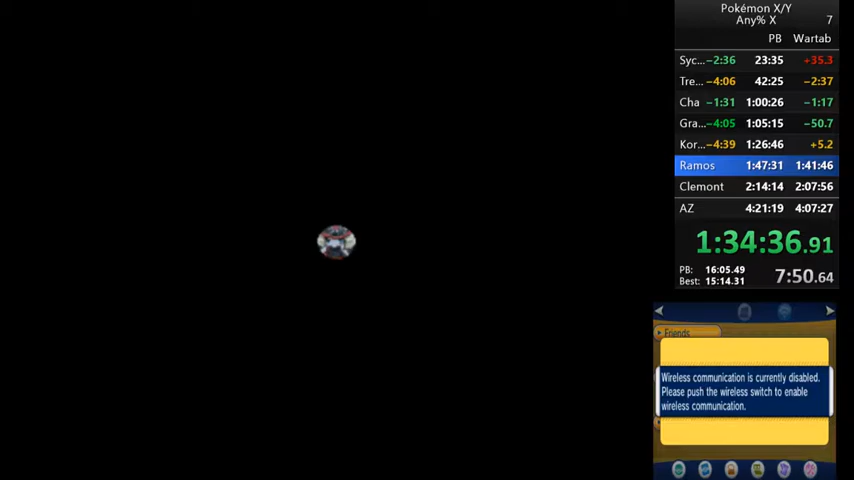 Pokémon X/Y
Any% X 7
PB Wartab
Syc... −2:36 23:35 +35.3
Tre... −4:06 42:25 −2:37
Cha −1:31 1:00:26 −1:17
Gra... −4:05 1:05:15 −50.7
Kor... −4:39 1:26:46 +5.2
Ramos 1:47:31 1:41:46
Clemont 2:14:14 2:07:56
AZ 4:21:19 4:07:27
1:34:36.91
PB: 16:05.49
Best: 15:14.31
7:50.64
Friends
Wireless communication is currently disabled.
Please push the wireless switch to enable
wireless communication.